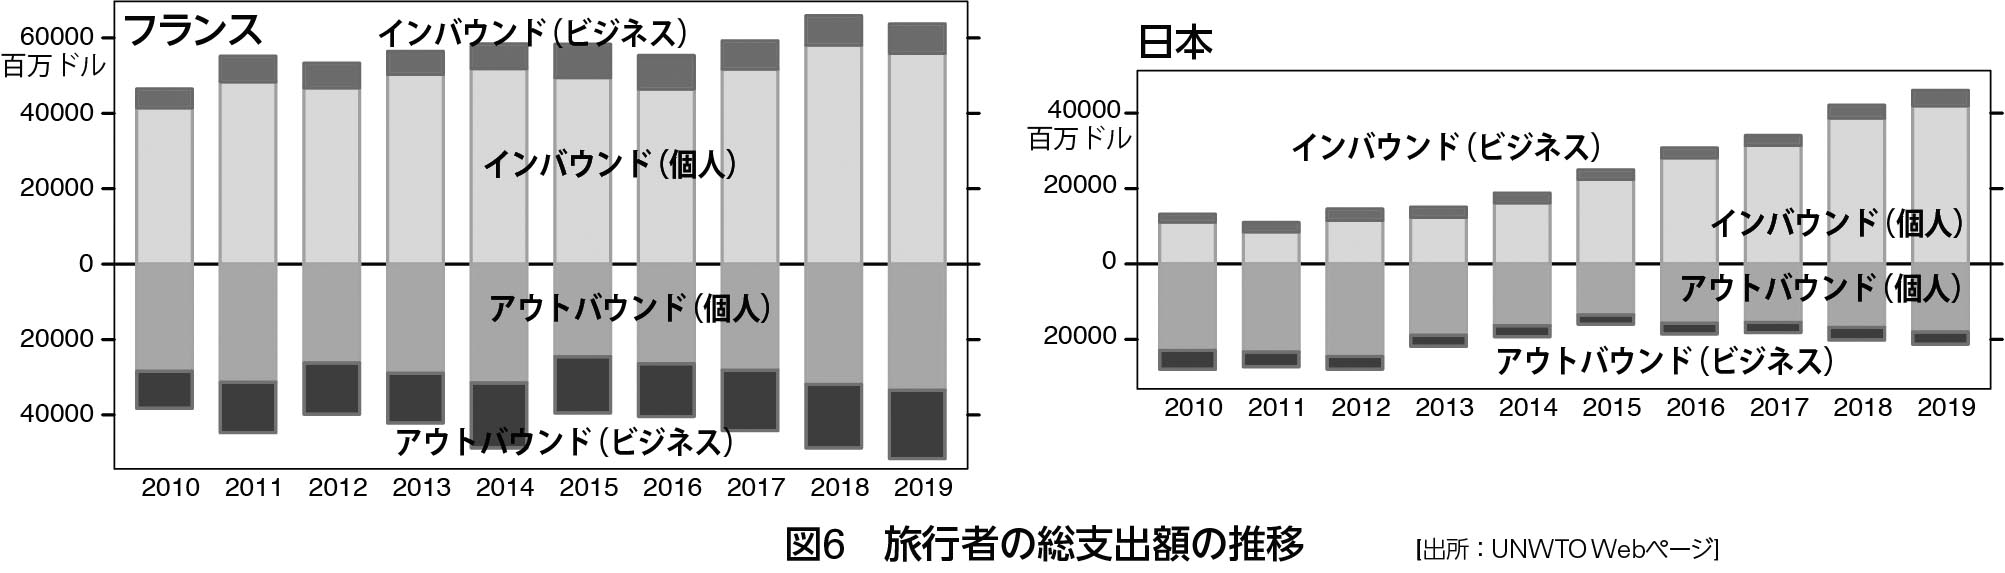 フランス
インバウンド（ビジネス）
60000
百万ドル
40000
インバウンド（個人）
20000
0
アウトバウンド（個人）
20000
40000
アウトバウンド（ビジネス）
2010 2011 2012 2013 2014 2015 2016 2017 2018 2019
日本
40000
百万ドル
インバウンド（ビジネス）
20000
インバウンド（個人）
0
アウトバウンド（個人）
20000
アウトバウンド（ビジネス）
2010 2011 2012 2013 2014 2015 2016 2017 2018 2019
図6　旅行者の総支出額の推移　[出所：UNWTO Webページ]